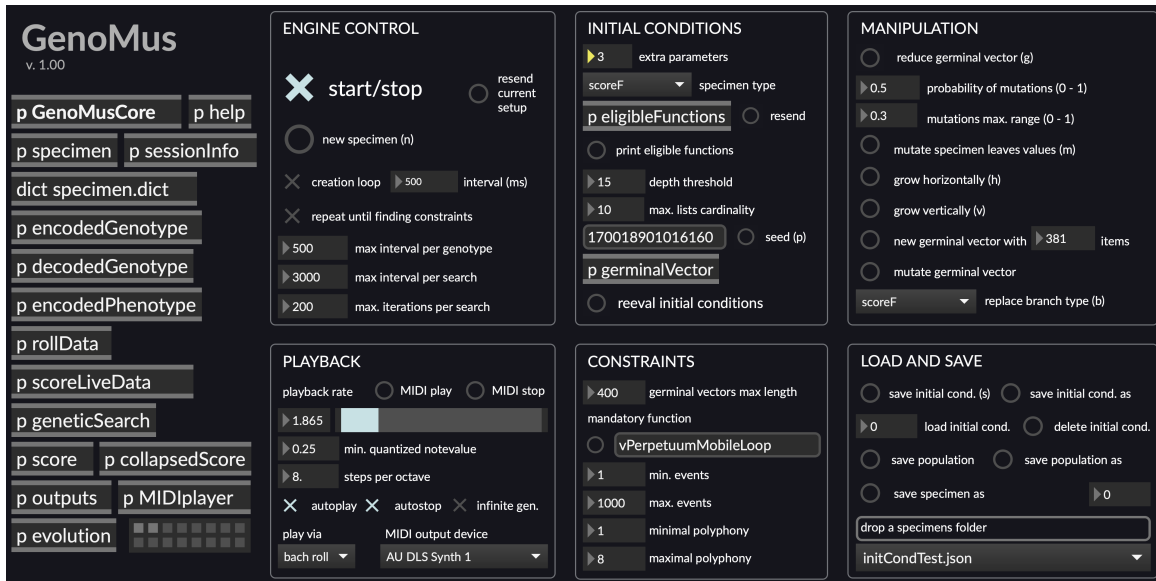 GenoMus
v. 1.00
p GenoMusCore
p help
p specimen
p sessionInfo
dict specimen.dict
p encodedGenotype
p decodedGenotype
p encodedPhenotype
p rollData
p scoreLiveData
p geneticSearch
p score
p collapsedScore
p outputs
p MIDIplayer
p evolution
ENGINE CONTROL
start/stop
resend
current
setup
new specimen (n)
creation loop
500
interval (ms)
repeat until finding constraints
500
max interval per genotype
3000
max interval per search
200
max. iterations per search
INITIAL CONDITIONS
3
extra parameters
scoreF
specimen type
p eligibleFunctions
resend
print eligible functions
15
depth threshold
10
max. lists cardinality
170018901016160
seed (p)
p germinalVector
reeval initial conditions
MANIPULATION
reduce germinal vector (g)
0.5
probability of mutations (0 - 1)
0.3
mutations max. range (0 - 1)
mutate specimen leaves values (m)
grow horizontally (h)
grow vertically (v)
new germinal vector with
381
items
mutate germinal vector
scoreF
replace branch type (b)
PLAYBACK
playback rate
MIDI play
MIDI stop
1.865
0.25
min. quantized notevalue
8.
steps per octave
autoplay
autostop
infinite gen.
play via
MIDI output device
bach roll
AU DLS Synth 1
CONSTRAINTS
400
germinal vectors max length
mandatory function
vPerpetuumMobileLoop
1
min. events
1000
max. events
1
minimal polyphony
8
maximal polyphony
LOAD AND SAVE
save initial cond. (s)
save initial cond. as
0
load initial cond.
delete initial cond.
save population
save population as
save specimen as
0
drop a specimens folder
initCondTest.json